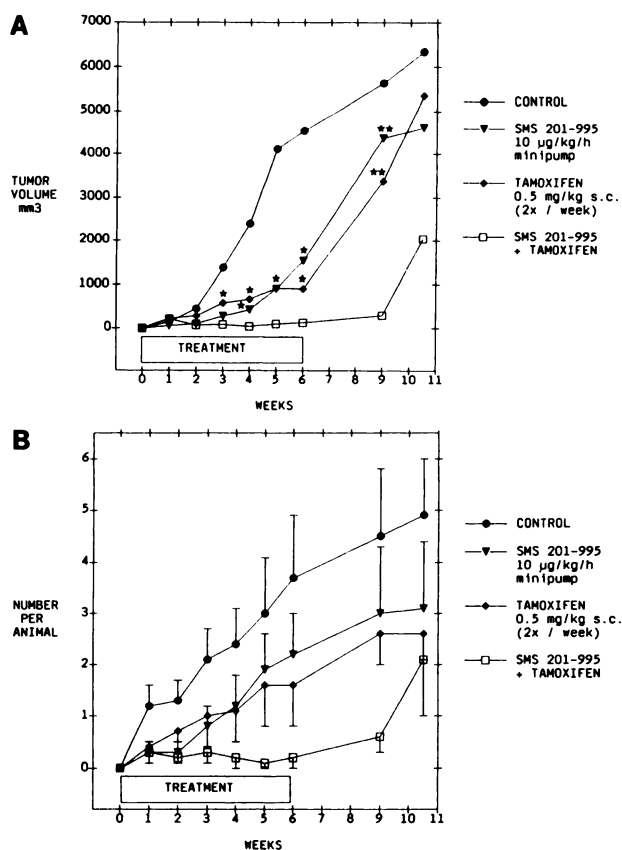 A
7000
6000
5000
4000
3000
2000
1000
0
TUMOR
VOLUME
mm3
TREATMENT
0 1 2 3 4 5 6 7 8 9 10 11
WEEKS
CONTROL
SMS 201-995
10 µg/kg/h
minipump
TAMOXIFEN
0.5 mg/kg s.c.
(2x / week)
SMS 201-995
+ TAMOXIFEN
B
6
5
4
3
2
1
0
NUMBER
PER
ANIMAL
TREATMENT
0 1 2 3 4 5 6 7 8 9 10 11
WEEKS
CONTROL
SMS 201-995
10 µg/kg/h
minipump
TAMOXIFEN
0.5 mg/kg s.c.
(2x / week)
SMS 201-995
+ TAMOXIFEN